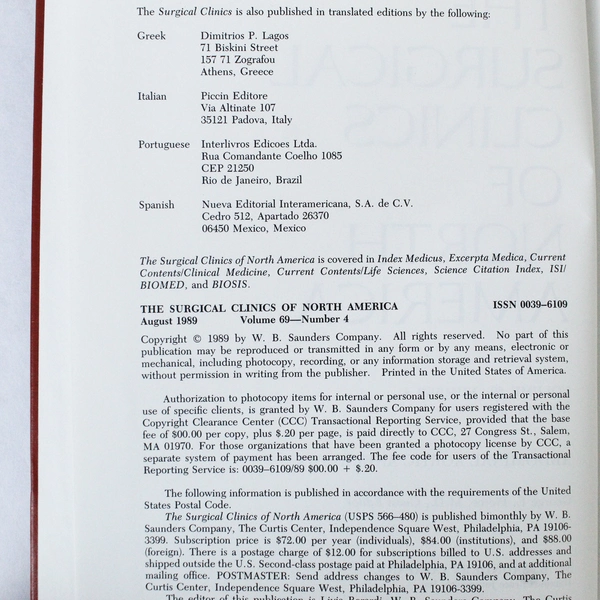 The Surgical Clinics is also published in translated editions by the following:
Greek Dimitrios P. Lagos
71 Biskini Street
157 71 Zografou
Athens, Greece
Italian Piccin Editore
Via Altinate 107
35121 Padova, Italy
Portuguese Interlivros Edicoes Ltda.
Rua Comandante Coelho 1085
CEP 21250
Rio de Janeiro, Brazil
Spanish Nueva Editorial Interamericana, S.A. de C.V.
Cedro 512, Apartado 26370
06450 Mexico, Mexico
The Surgical Clinics of North America is covered in Index Medicus, Excerpta Medica, Current
Contents/Clinical Medicine, Current Contents/Life Sciences, Science Citation Index, ISI/
BIOMED, and BIOSIS.
THE SURGICAL CLINICS OF NORTH AMERICA ISSN 0039–6109
August 1989 Volume 69—Number 4
Copyright © 1989 by W. B. Saunders Company. All rights reserved. No part of this
publication may be reproduced or transmitted in any form or by any means, electronic or
mechanical, including photocopy, recording, or any information storage and retrieval system,
without permission in writing from the publisher. Printed in the United States of America.
Authorization to photocopy items for internal or personal use, or the internal or personal
use of specific clients, is granted by W. B. Saunders Company for users registered with the
Copyright Clearance Center (CCC) Transactional Reporting Service, provided that the base
fee of $00.00 per copy, plus $.20 per page, is paid directly to CCC, 27 Congress St., Salem,
MA 01970. For those organizations that have been granted a photocopy license by CCC, a
separate system of payment has been arranged. The fee code for users of the Transactional
Reporting Service is: 0039–6109/89 $00.00 + $.20.
The following information is published in accordance with the requirements of the United
States Postal Code.
The Surgical Clinics of North America (USPS 566–480) is published bimonthly by W. B.
Saunders Company, The Curtis Center, Independence Square West, Philadelphia, PA 19106-
3399. Subscription price is $72.00 per year (individuals), $84.00 (institutions), and $88.00
(foreign). There is a postage charge of $12.00 for subscriptions billed to U.S. addresses and
shipped outside the U.S. Second-class postage paid at Philadelphia, PA 19106, and at additional
mailing office. POSTMASTER: Send address changes to W. B. Saunders Company, The
Curtis Center, Independence Square West, Philadelphia, PA 19106-3399.
The editor of this publication is Livia Berardi, W. B. Saunders Company, The Curtis